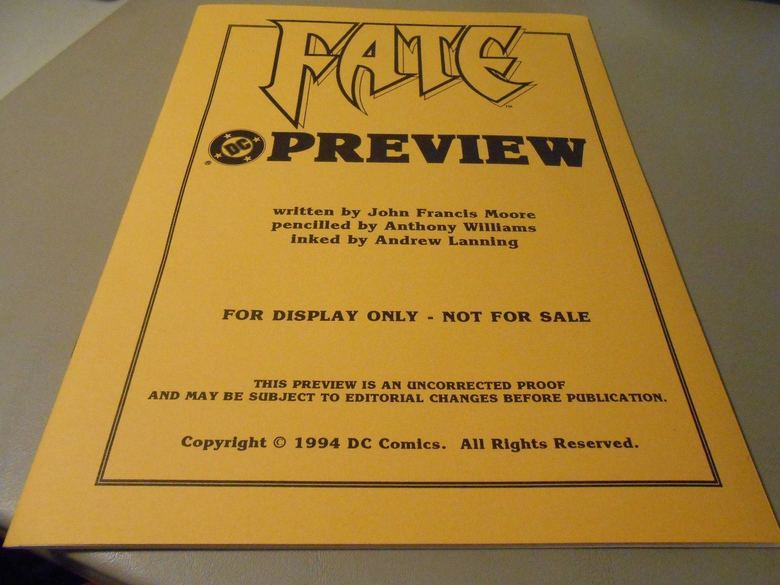 FATE
TM
® DC PREVIEW
written by John Francis Moore
pencilled by Anthony Williams
inked by Andrew Lanning
FOR DISPLAY ONLY - NOT FOR SALE
THIS PREVIEW IS AN UNCORRECTED PROOF
AND MAY BE SUBJECT TO EDITORIAL CHANGES BEFORE PUBLICATION.
Copyright © 1994 DC Comics. All Rights Reserved.